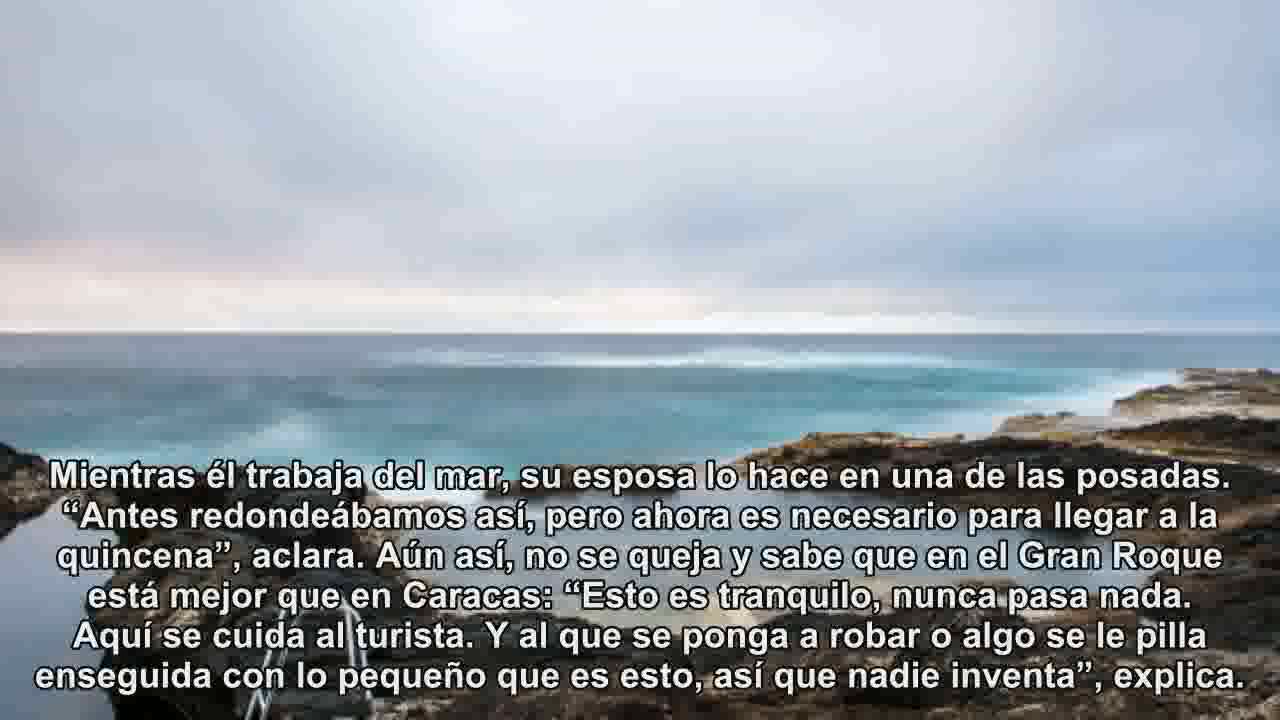 Mientras él trabaja del mar, su esposa lo hace en una de las posadas.
“Antes redondeábamos así, pero ahora es necesario para llegar a la
quincena”, aclara. Aún así, no se queja y sabe que en el Gran Roque
está mejor que en Caracas: “Esto es tranquilo, nunca pasa nada.
Aquí se cuida al turista. Y al que se ponga a robar o algo se le pilla
enseguida con lo pequeño que es esto, así que nadie inventa”, explica.